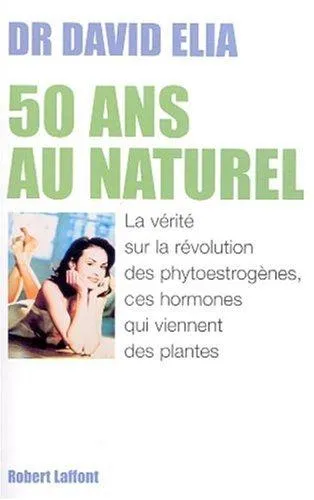 DR DAVID ELIA
50 ANS
AU NATUREL
La vérité
sur la révolution
des phytoestrogènes,
ces hormones
qui viennent
des plantes
Robert Laffont